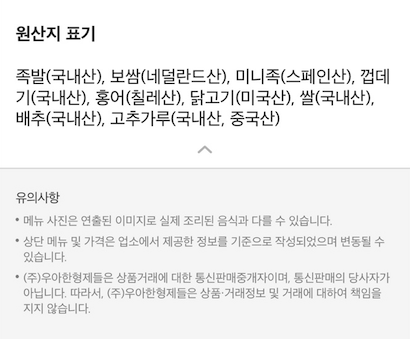 원산지 표기
족발(국내산), 보쌈(네덜란드산), 미니족(스페인산), 껍데
기(국내산), 홍어(칠레산), 닭고기(미국산), 쌀(국내산),
배추(국내산), 고추가루(국내산, 중국산)
유의사항
• 메뉴 사진은 연출된 이미지로 실제 조리된 음식과 다를 수 있습니다.
• 상단 메뉴 및 가격은 업소에서 제공한 정보를 기준으로 작성되었으며 변동될 수
있습니다.
• (주)우아한형제들은 상품거래에 대한 통신판매중개자이며, 통신판매의 당사자가
아닙니다. 따라서, (주)우아한형제들은 상품·거래정보 및 거래에 대하여 책임을
지지 않습니다.